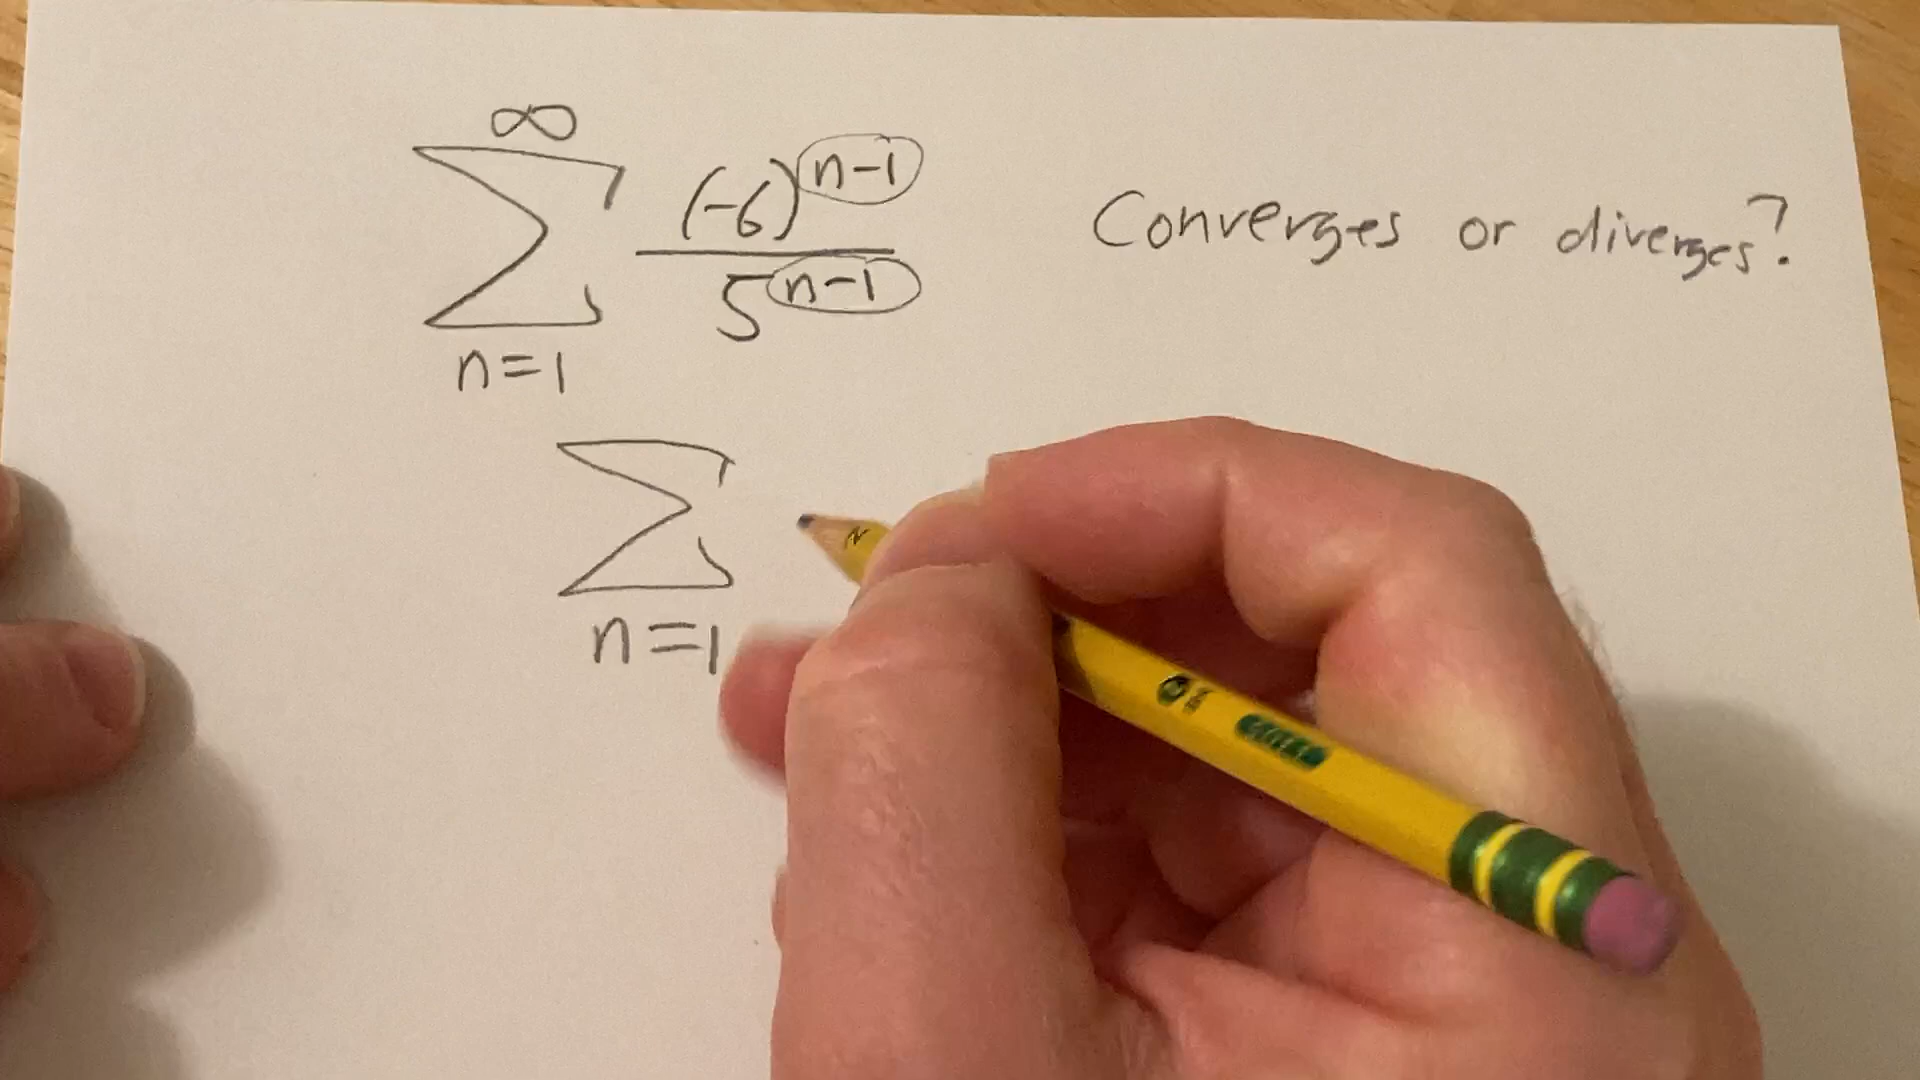 ∞
Σ (-6)^(n-1) / 5^(n-1) Converges or diverges?
n=1
Σ
n=1